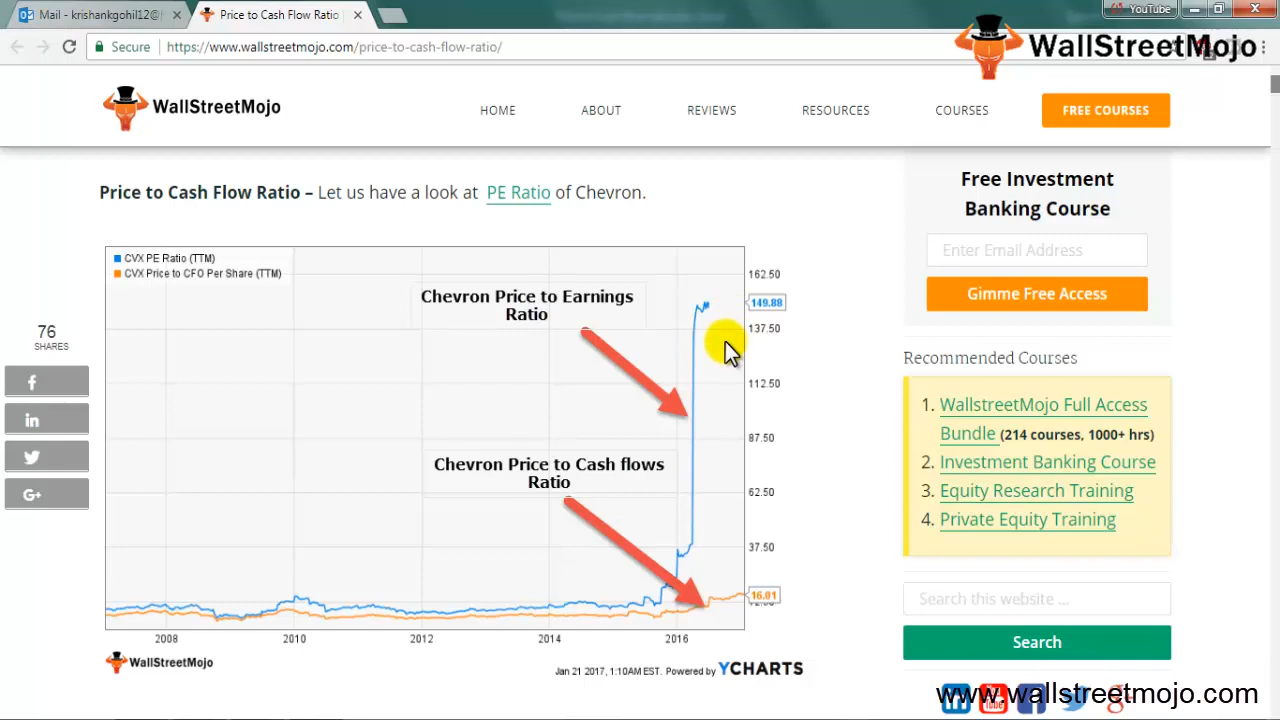 Mail - krishankgohil12@
Price to Cash Flow Ratio
YouTube
Secure
https://www.wallstreetmojo.com/price-to-cash-flow-ratio/
WallStreetMojo
WallStreetMojo
HOME
ABOUT
REVIEWS
RESOURCES
COURSES
FREE COURSES
Price to Cash Flow Ratio – Let us have a look at PE Ratio of Chevron.
CVX PE Ratio (TTM)
CVX Price to CFO Per Share (TTM)
Chevron Price to Earnings
Ratio
Chevron Price to Cash flows
Ratio
162.50
149.88
137.50
112.50
87.50
62.50
37.50
16.01
2008
2010
2012
2014
2016
WallStreetMojo
Jan 21 2017, 1:10AM EST. Powered by YCHARTS
76
SHARES
f
in
G+
Free Investment
Banking Course
Enter Email Address
Gimme Free Access
Recommended Courses
1. WallstreetMojo Full Access
Bundle (214 courses, 1000+ hrs)
2. Investment Banking Course
3. Equity Research Training
4. Private Equity Training
Search this website ...
Search
www.wallstreetmojo.com